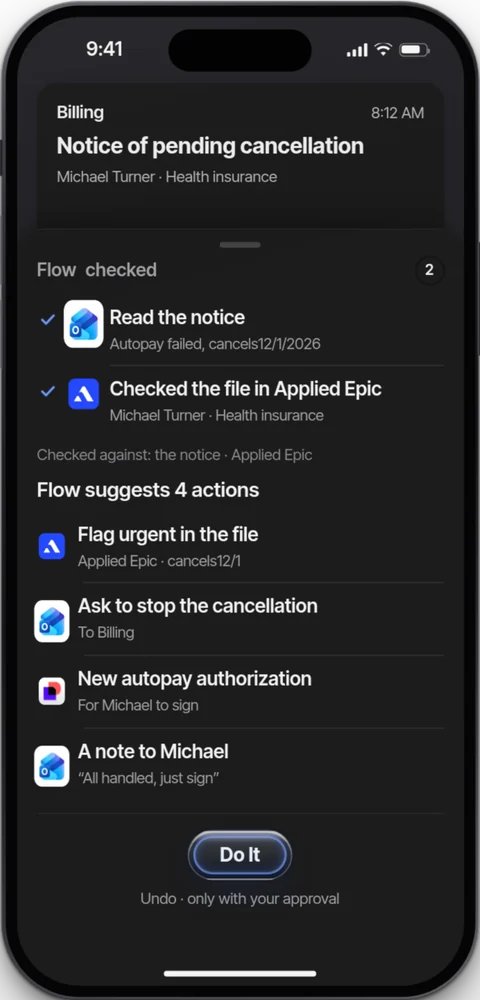 9:41
Billing
8:12 AM
Notice of pending cancellation
Michael Turner · Health insurance
Flow checked
2
Read the notice
Autopay failed, cancels12/1/2026
Checked the file in Applied Epic
Michael Turner · Health insurance
Checked against: the notice · Applied Epic
Flow suggests 4 actions
Flag urgent in the file
Applied Epic · cancels12/1
Ask to stop the cancellation
To Billing
New autopay authorization
For Michael to sign
A note to Michael
“All handled, just sign”
Do It
Undo · only with your approval